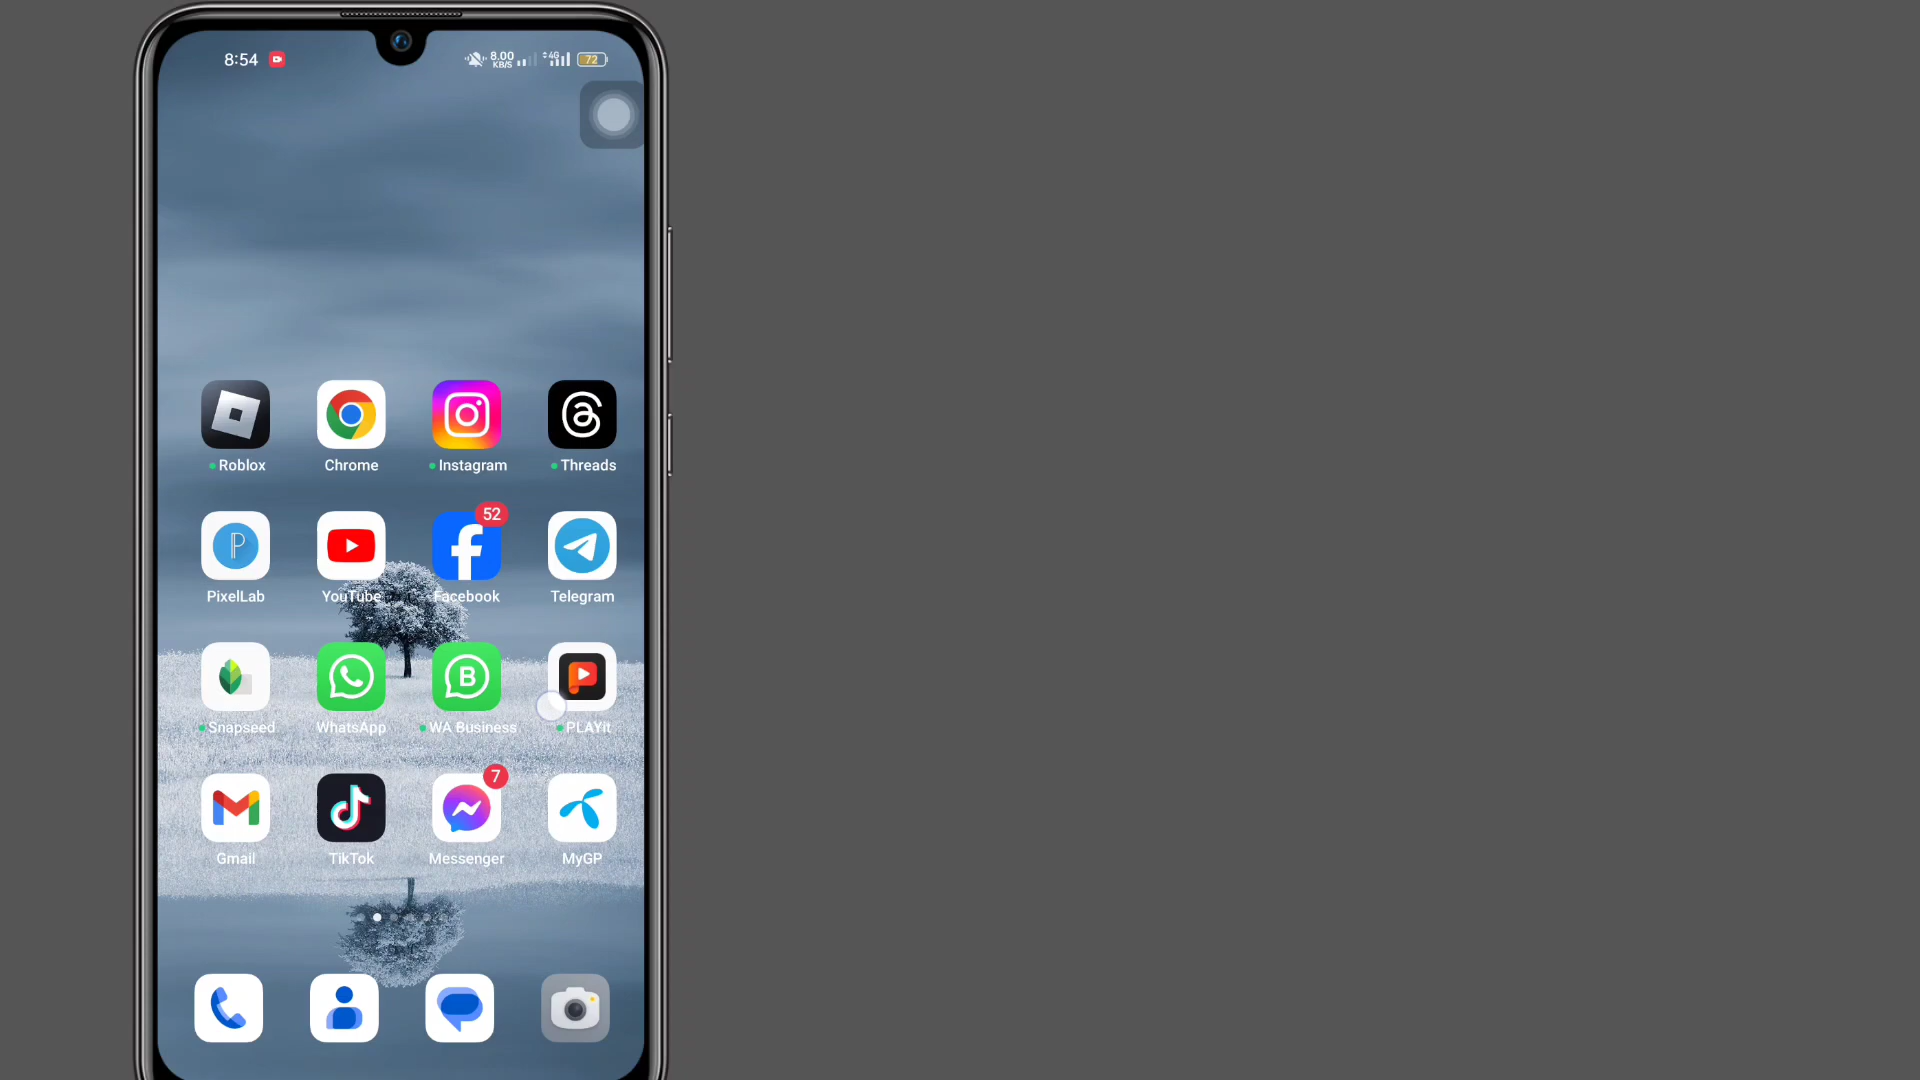 8:54 8.00 KB/S 4G 72
Roblox Chrome Instagram Threads
52
PixelLab YouTube Facebook Telegram
Snapseed WhatsApp WA Business PLAYit
7
Gmail TikTok Messenger MyGP